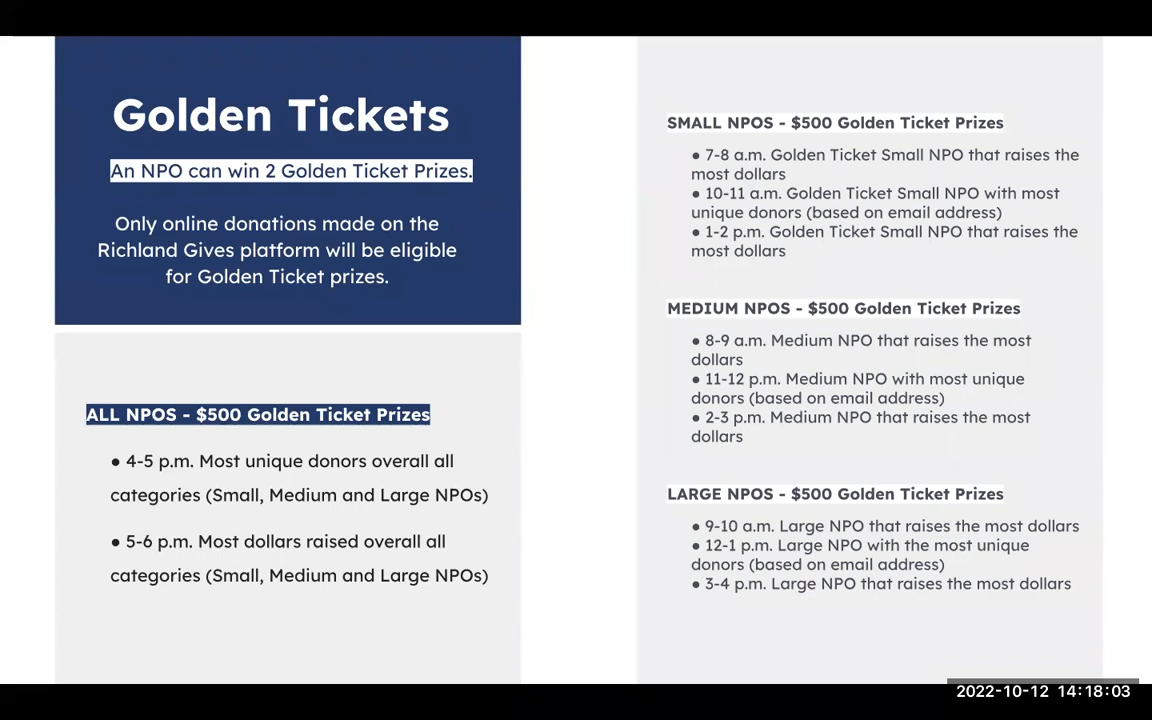 Golden Tickets
An NPO can win 2 Golden Ticket Prizes.
Only online donations made on the
Richland Gives platform will be eligible
for Golden Ticket prizes.
ALL NPOS - $500 Golden Ticket Prizes
● 4-5 p.m. Most unique donors overall all
categories (Small, Medium and Large NPOs)
● 5-6 p.m. Most dollars raised overall all
categories (Small, Medium and Large NPOs)
SMALL NPOS - $500 Golden Ticket Prizes
● 7-8 a.m. Golden Ticket Small NPO that raises the
most dollars
● 10-11 a.m. Golden Ticket Small NPO with most
unique donors (based on email address)
● 1-2 p.m. Golden Ticket Small NPO that raises the
most dollars
MEDIUM NPOS - $500 Golden Ticket Prizes
● 8-9 a.m. Medium NPO that raises the most
dollars
● 11-12 p.m. Medium NPO with most unique
donors (based on email address)
● 2-3 p.m. Medium NPO that raises the most
dollars
LARGE NPOS - $500 Golden Ticket Prizes
● 9-10 a.m. Large NPO that raises the most dollars
● 12-1 p.m. Large NPO with the most unique
donors (based on email address)
● 3-4 p.m. Large NPO that raises the most dollars
2022-10-12 14:18:03